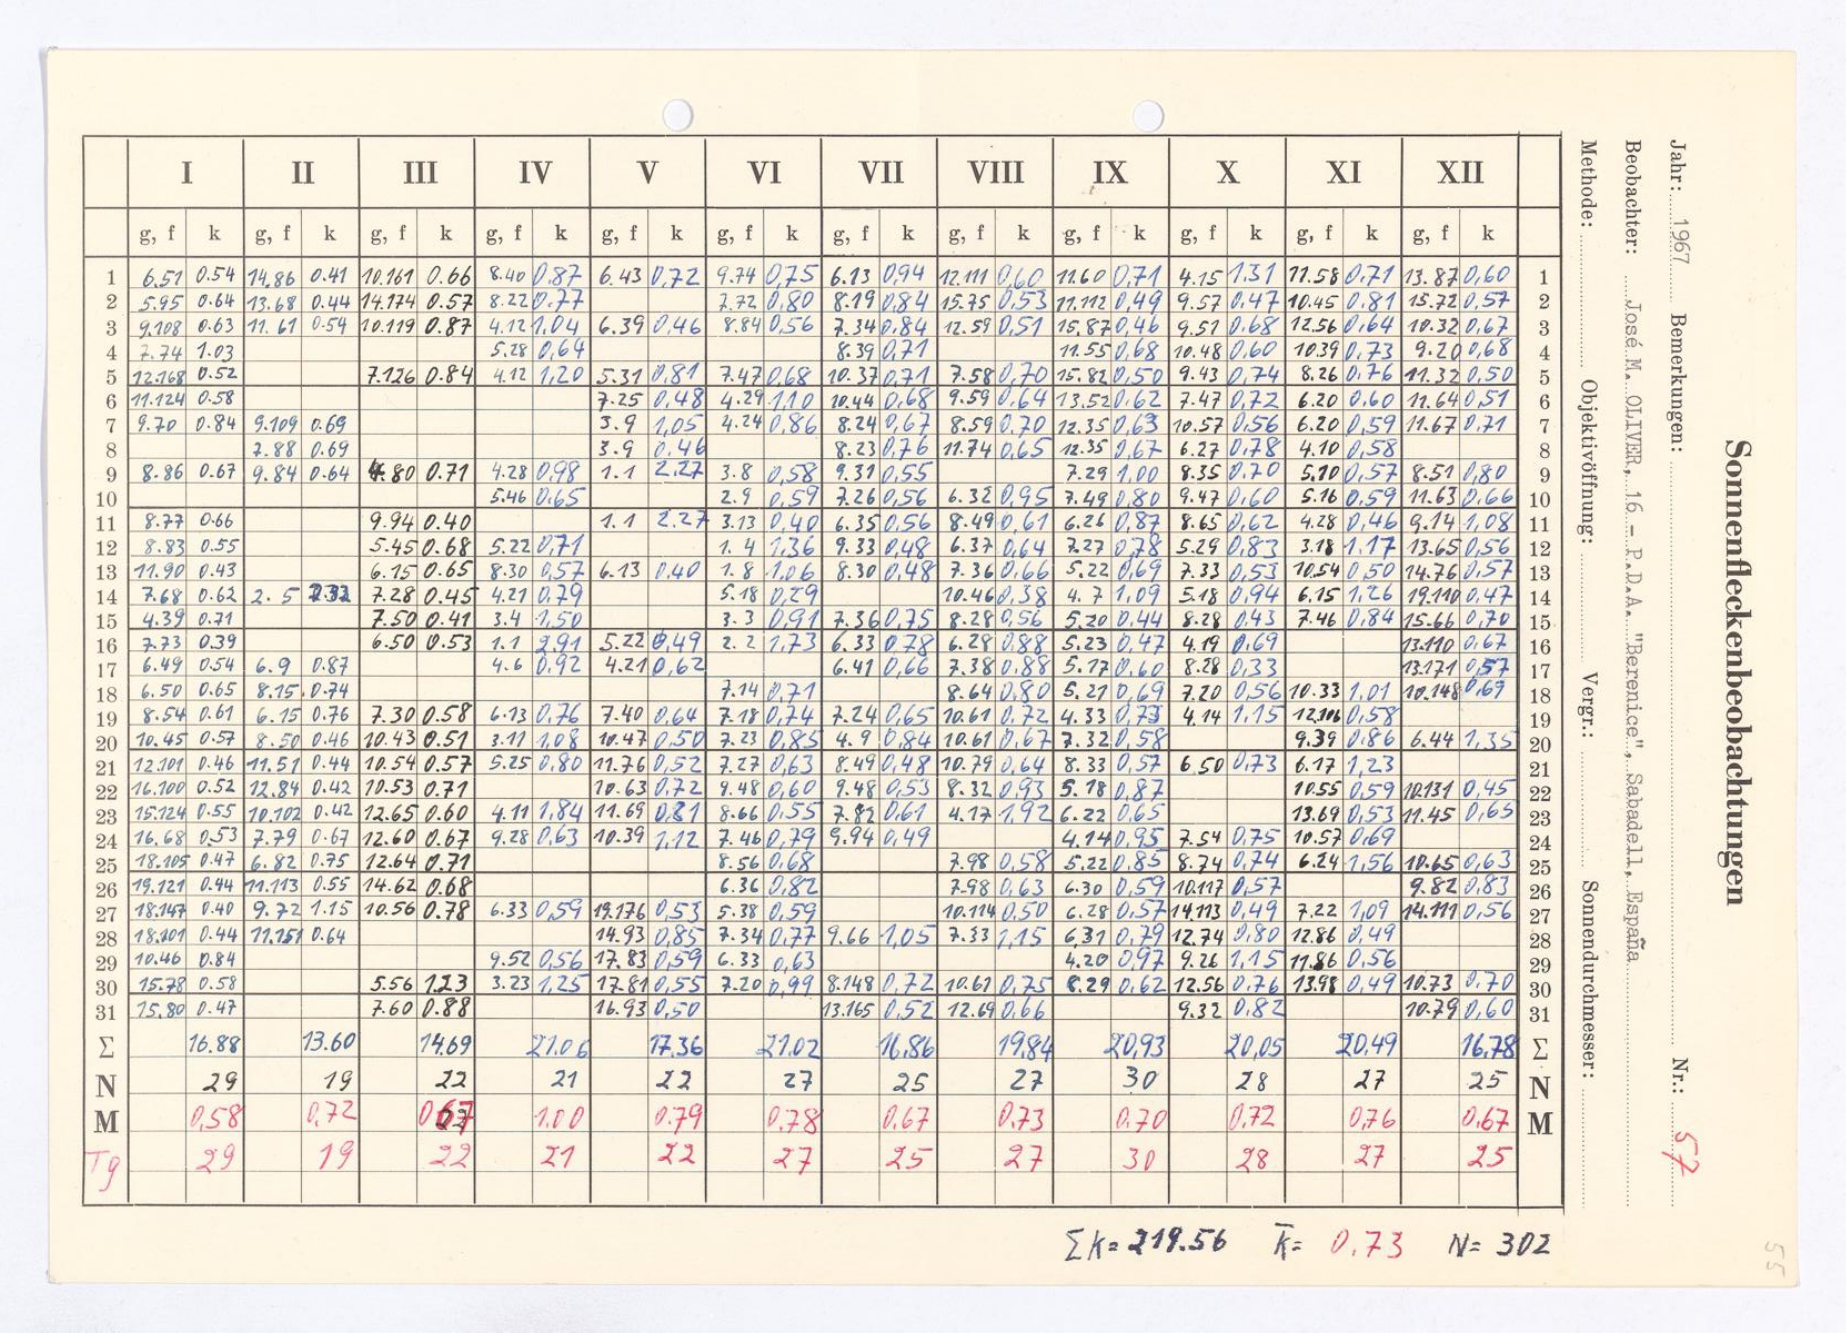 Sonnenfleckenbeobachtungen
Jahr: 1967 Bemerkungen: Nr.: 57
Beobachter: José M. OLIVER, 16 - P.D.A. "Berenice", Sabadell, España
Methode: Objektivöffnung: Vergr.: Sonnendurchmesser:
I II III IV V VI VII VIII IX X XI XII
g, f k g, f k g, f k g, f k g, f k g, f k g, f k g, f k g, f k g, f k g, f k g, f k
1 6.51 0.54 14.86 0.41 10.161 0.66 8.40 0,87 6.43 0,72 9.74 0,75 6.13 0,94 12.111 0,60 11.60 0,71 4.15 1.31 11.58 0,71 13.87 0,60 1
2 5.95 0.64 13.68 0.44 14.174 0.57 8.22 0,77 7.72 0,80 8.19 0,84 15.75 0,53 11.112 0,49 9.57 0,47 10.45 0,81 15.72 0,57 2
3 9.108 0.63 11.61 0.54 10.119 0.87 4.12 1,04 6.39 0,46 8.84 0,56 7.34 0,84 12.59 0,51 15.87 0,46 9.51 0.68 12.56 0,64 10.32 0,67 3
4 7.74 1.03 5.28 0,64 8.39 0,71 11.55 0,68 10.48 0,60 10.39 0,73 9.20 0,68 4
5 12.168 0.52 7.126 0.84 4.12 1,20 5.31 0,81 7.47 0,68 10.37 0,71 7.58 0,70 15.82 0,50 9.43 0,74 8.26 0,76 11.32 0,50 5
6 11.124 0.58 7.25 0,48 4.29 1,10 10.44 0,68 9.59 0,64 13.52 0,62 7.47 0,72 6.20 0,60 11.64 0,51 6
7 9.70 0.84 9.109 0.69 3.9 1,05 4.24 0,86 8.24 0,67 8.59 0,70 12.35 0,63 10.57 0,56 6.20 0,59 11.67 0,71 7
8 7.88 0.69 3.9 0,46 8.23 0,76 11.74 0,65 12.35 0,67 6.27 0,78 4.10 0,58 8
9 8.86 0.67 9.84 0.64 4.80 0.71 4.28 0,98 1.1 2,27 3.8 0,58 9.31 0,55 7.29 1,00 8.35 0,70 5.10 0,57 8.51 0,80 9
10 5.46 0,65 2.9 0,59 7.26 0,56 6.32 0,95 7.49 0,80 9.47 0,60 5.16 0,59 11.63 0,66 10
11 8.77 0.66 9.94 0.40 1.1 2,27 3.13 0,40 6.35 0,56 8.49 0,61 6.26 0,87 8.65 0,62 4.28 0,46 9.14 1,08 11
12 8.83 0.55 5.45 0.68 5.22 0,71 1.4 1,36 9.33 0,48 6.37 0,64 7.27 0,78 5.29 0,83 3.18 1,17 13.65 0,56 12
13 11.90 0.43 6.15 0.65 8.30 0,57 6.13 0,40 1.8 1,06 8.30 0,48 7.36 0,66 5.22 0,69 7.33 0,53 10.54 0,50 14.76 0,57 13
14 7.68 0.62 2.5 2.32 7.28 0.45 4.21 0,79 5.18 0,29 10.46 0,38 4.7 1,09 5.18 0,94 6.15 1,26 19.110 0,47 14
15 4.39 0.71 7.50 0.41 3.4 1,50 3.3 0,91 7.36 0,75 8.28 0,56 5.20 0,44 8.28 0,43 7.46 0,84 15.66 0,70 15
16 7.73 0.39 6.50 0.53 1.1 2,91 5.22 0,49 2.2 1,73 6.33 0,78 6.28 0,88 5.23 0,47 4.19 0,69 13.110 0,67 16
17 6.49 0.54 6.9 0.87 4.6 0,92 4.21 0,62 6.41 0,66 7.38 0,88 5.17 0,60 8.28 0,33 13.171 0,57 17
18 6.50 0.65 8.15 0.74 7.14 0,71 8.64 0,80 5.21 0,69 7.20 0,56 10.33 1,01 10.148 0,69 18
19 8.54 0.61 6.15 0.76 7.30 0.58 6.13 0,76 7.40 0,64 7.18 0,74 7.24 0,65 10.61 0,72 4.33 0,73 4.14 1,15 12.106 0,58 19
20 10.45 0.57 8.50 0.46 10.43 0.51 3.11 1,08 10.47 0,50 7.23 0,85 4.9 0,84 10.61 0,67 7.32 0,58 9.39 0,86 6.44 1,35 20
21 12.101 0.46 11.51 0.44 10.54 0.57 5.25 0,80 11.76 0,52 7.27 0,63 8.49 0,48 10.79 0,64 8.33 0,57 6.50 0,73 6.17 1,23 21
22 16.100 0.52 12.84 0.42 10.53 0.71 10.63 0,72 9.48 0,60 9.48 0,53 8.32 0,93 5.18 0,87 10.55 0,59 10.131 0,45 22
23 15.124 0.55 10.102 0.42 12.65 0.60 4.11 1,84 11.69 0,81 8.66 0,55 7.82 0,61 4.17 1,92 6.22 0,65 13.69 0,53 11.45 0,65 23
24 16.68 0.53 7.79 0.67 12.60 0.67 9.28 0,63 10.39 1,12 7.46 0,79 9.94 0,49 4.14 0,95 7.54 0,75 10.57 0,69 24
25 18.105 0.47 6.82 0.75 12.64 0.71 8.56 0,68 7.98 0,58 5.22 0,85 8.74 0,74 6.24 1,56 10.65 0,63 25
26 19.121 0.44 11.113 0.55 14.62 0.68 6.36 0,82 7.98 0,63 6.30 0,59 10.117 0,57 9.82 0,83 26
27 18.147 0.40 9.72 1.15 10.56 0.78 6.33 0,59 19.176 0,53 5.38 0,59 10.114 0,50 6.28 0,57 14.113 0,49 7.22 1,09 14.111 0,56 27
28 18.101 0.44 11.151 0.64 14.93 0,85 7.34 0,77 9.66 1,05 7.33 1,15 6.31 0,79 12.74 0,80 12.86 0,49 28
29 10.46 0.84 9.52 0,56 17.83 0,59 6.33 0,63 4.20 0,97 9.26 1,15 11.86 0,56 29
30 15.78 0.58 5.56 1.23 3.23 1,25 17.81 0,55 7.20 0,99 8.148 0,72 10.61 0,75 8.29 0,62 12.56 0,76 13.98 0,49 10.73 0,70 30
31 15.80 0.47 7.60 0.88 16.93 0,50 13.165 0,52 12.69 0,66 9.32 0,82 10.79 0,60 31
Σ 16.88 13.60 14.69 21.06 17.36 21.02 16,86 19,84 20,93 20,05 20,49 16,78 Σ
N 29 19 22 21 22 27 25 27 30 28 27 25 N
M 0,58 0,72 0,67 1.00 0.79 0,78 0,67 0,73 0,70 0,72 0,76 0,67 M
Tg 29 19 22 21 22 27 25 27 30 28 27 25
Σk= 219.56 k̄= 0,73 N= 302
55